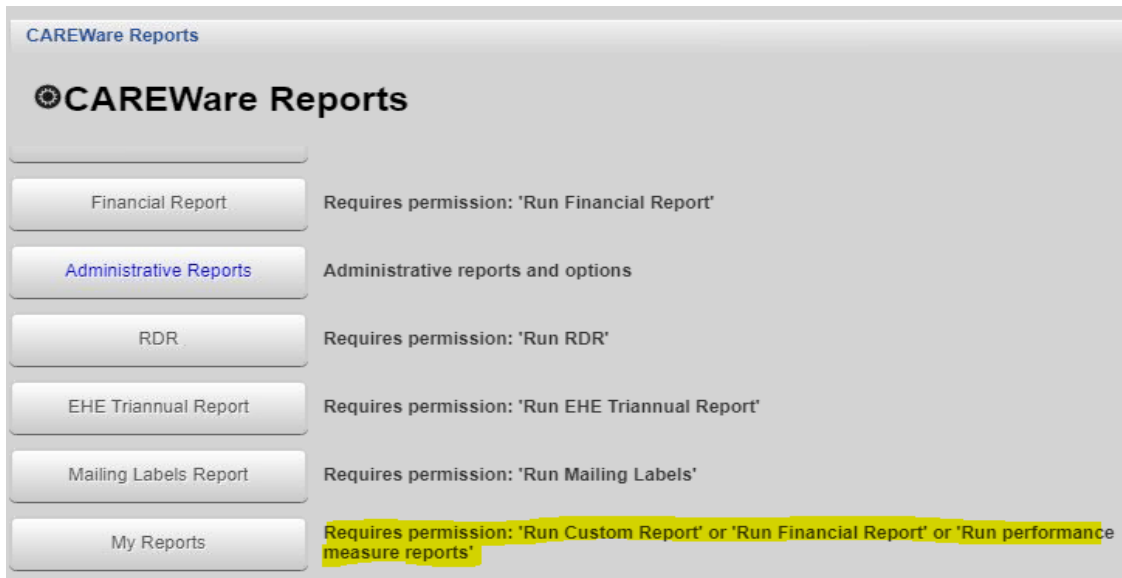 CAREWare Reports
CAREWare Reports
Financial Report
Requires permission: 'Run Financial Report'
Administrative Reports
Administrative reports and options
RDR
Requires permission: 'Run RDR'
EHE Triannual Report
Requires permission: 'Run EHE Triannual Report'
Mailing Labels Report
Requires permission: 'Run Mailing Labels'
My Reports
Requires permission: 'Run Custom Report' or 'Run Financial Report' or 'Run performance
measure reports'